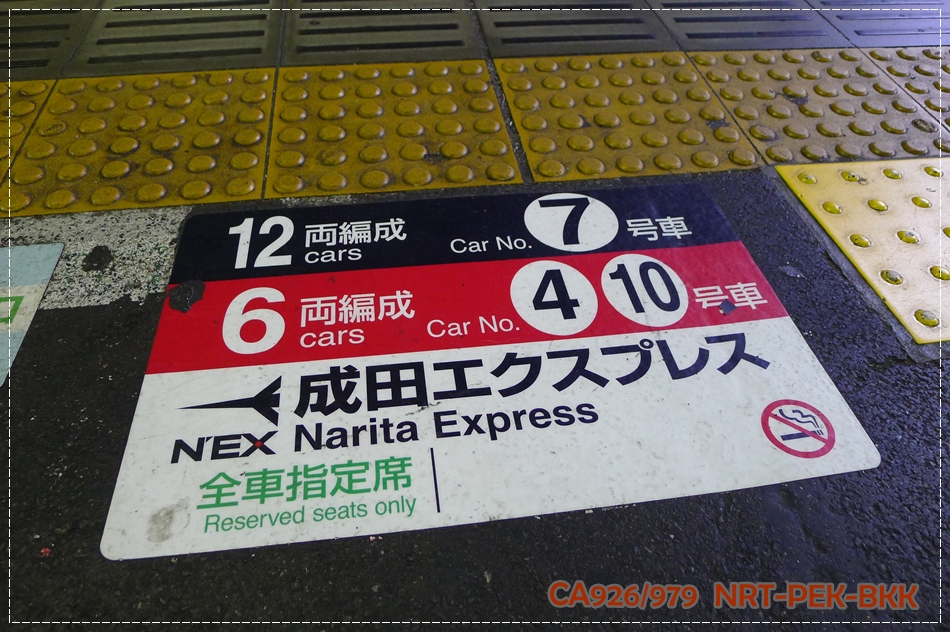 12 両編成 cars Car No. 7 号車
6 両編成 cars Car No. 4 10 号車
成田エクスプレス
N'EX Narita Express
全車指定席
Reserved seats only
CA926/979 NRT-PEK-BKK